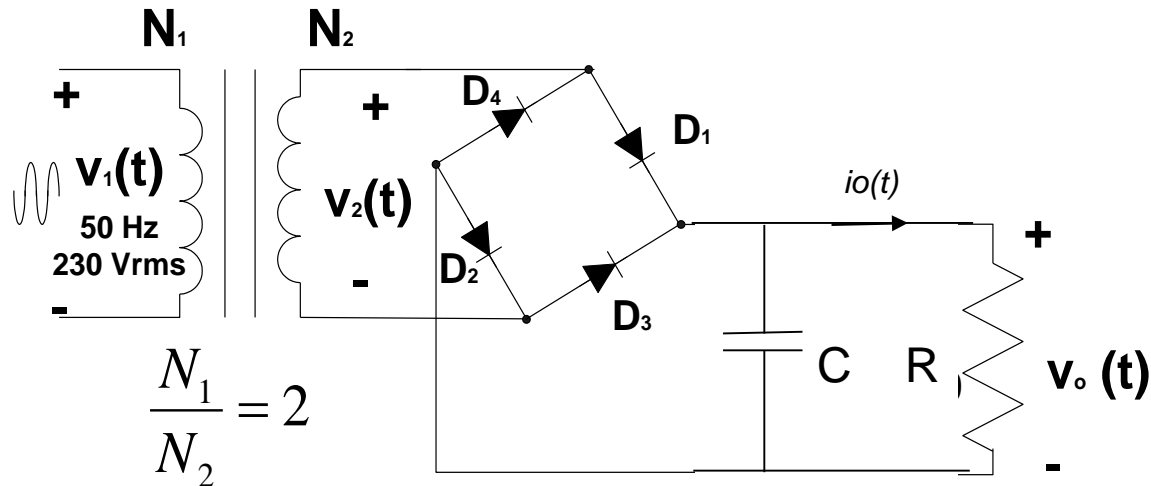 N₁ N₂
+ + D₄ D₁
v₁(t) v₂(t) io(t)
50 Hz
230 Vrms
- - D₂ D₃
+
C R vₒ (t)
-
N₁/N₂ = 2